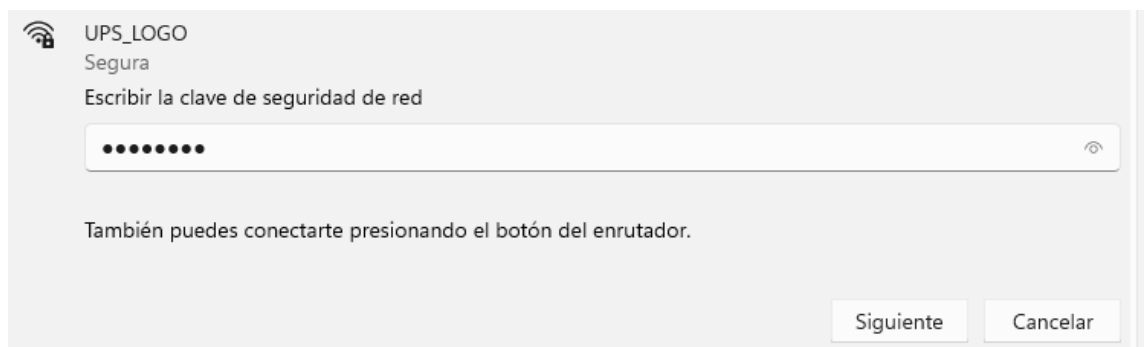 UPS_LOGO
Segura
Escribir la clave de seguridad de red
••••••••
También puedes conectarte presionando el botón del enrutador.
Siguiente Cancelar